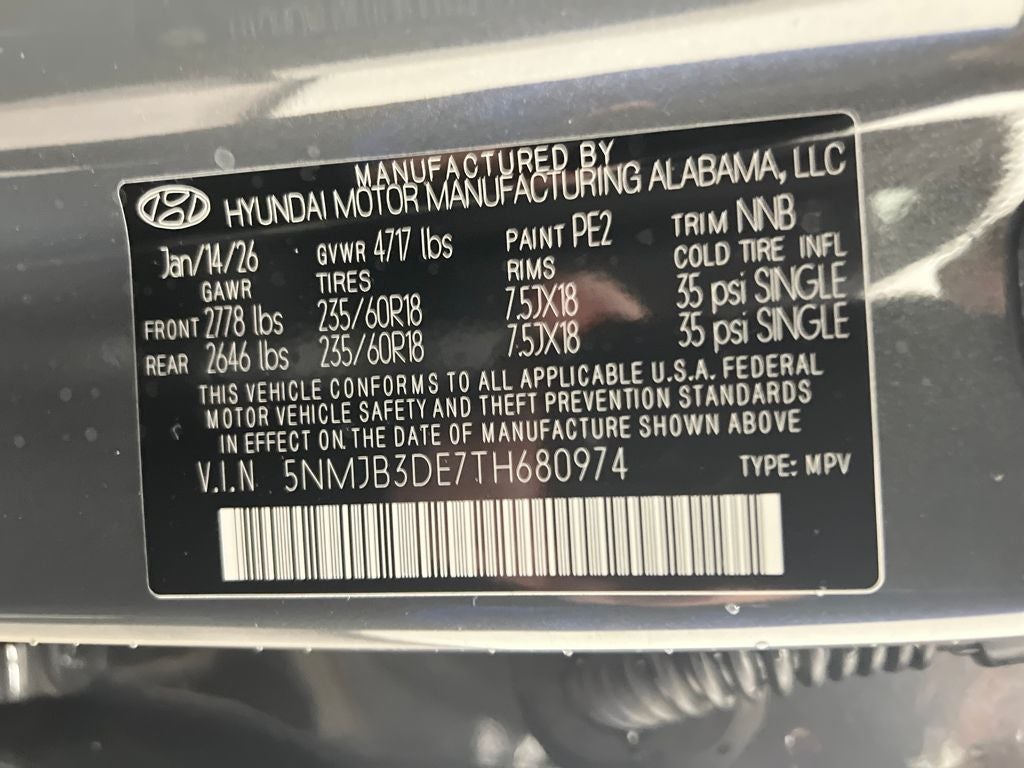 MANUFACTURED BY
HYUNDAI MOTOR MANUFACTURING ALABAMA, LLC
Jan/14/26 GVWR 4717 lbs PAINT PE2 TRIM NNB
GAWR TIRES RIMS COLD TIRE INFL
FRONT 2778 lbs 235/60R18 7.5JX18 35 psi SINGLE
REAR 2646 lbs 235/60R18 7.5JX18 35 psi SINGLE
THIS VEHICLE CONFORMS TO ALL APPLICABLE U.S.A. FEDERAL
MOTOR VEHICLE SAFETY AND THEFT PREVENTION STANDARDS
IN EFFECT ON THE DATE OF MANUFACTURE SHOWN ABOVE
V.I.N 5NMJB3DE7TH680974 TYPE: MPV